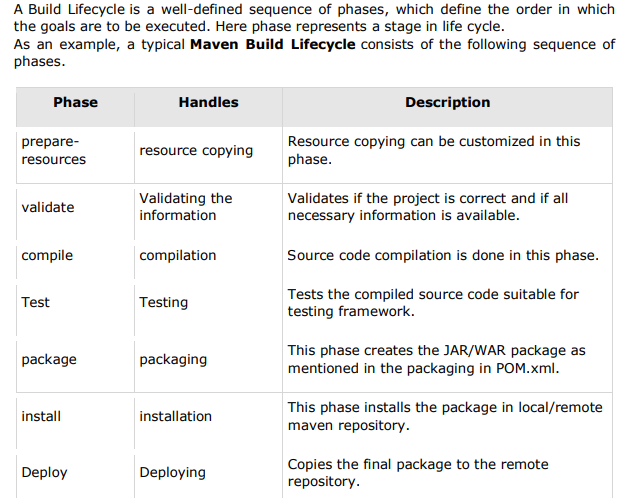 A Build Lifecycle is a well-defined sequence of phases, which define the order in which
the goals are to be executed. Here phase represents a stage in life cycle.
As an example, a typical Maven Build Lifecycle consists of the following sequence of
phases.
Phase Handles Description
prepare-
resources
resource copying
Resource copying can be customized in this
phase.
validate
Validating the
information
Validates if the project is correct and if all
necessary information is available.
compile compilation Source code compilation is done in this phase.
Test
Testing
Tests the compiled source code suitable for
testing framework.
package
packaging
This phase creates the JAR/WAR package as
mentioned in the packaging in POM.xml.
install
installation
This phase installs the package in local/remote
maven repository.
Deploy
Deploying
Copies the final package to the remote
repository.